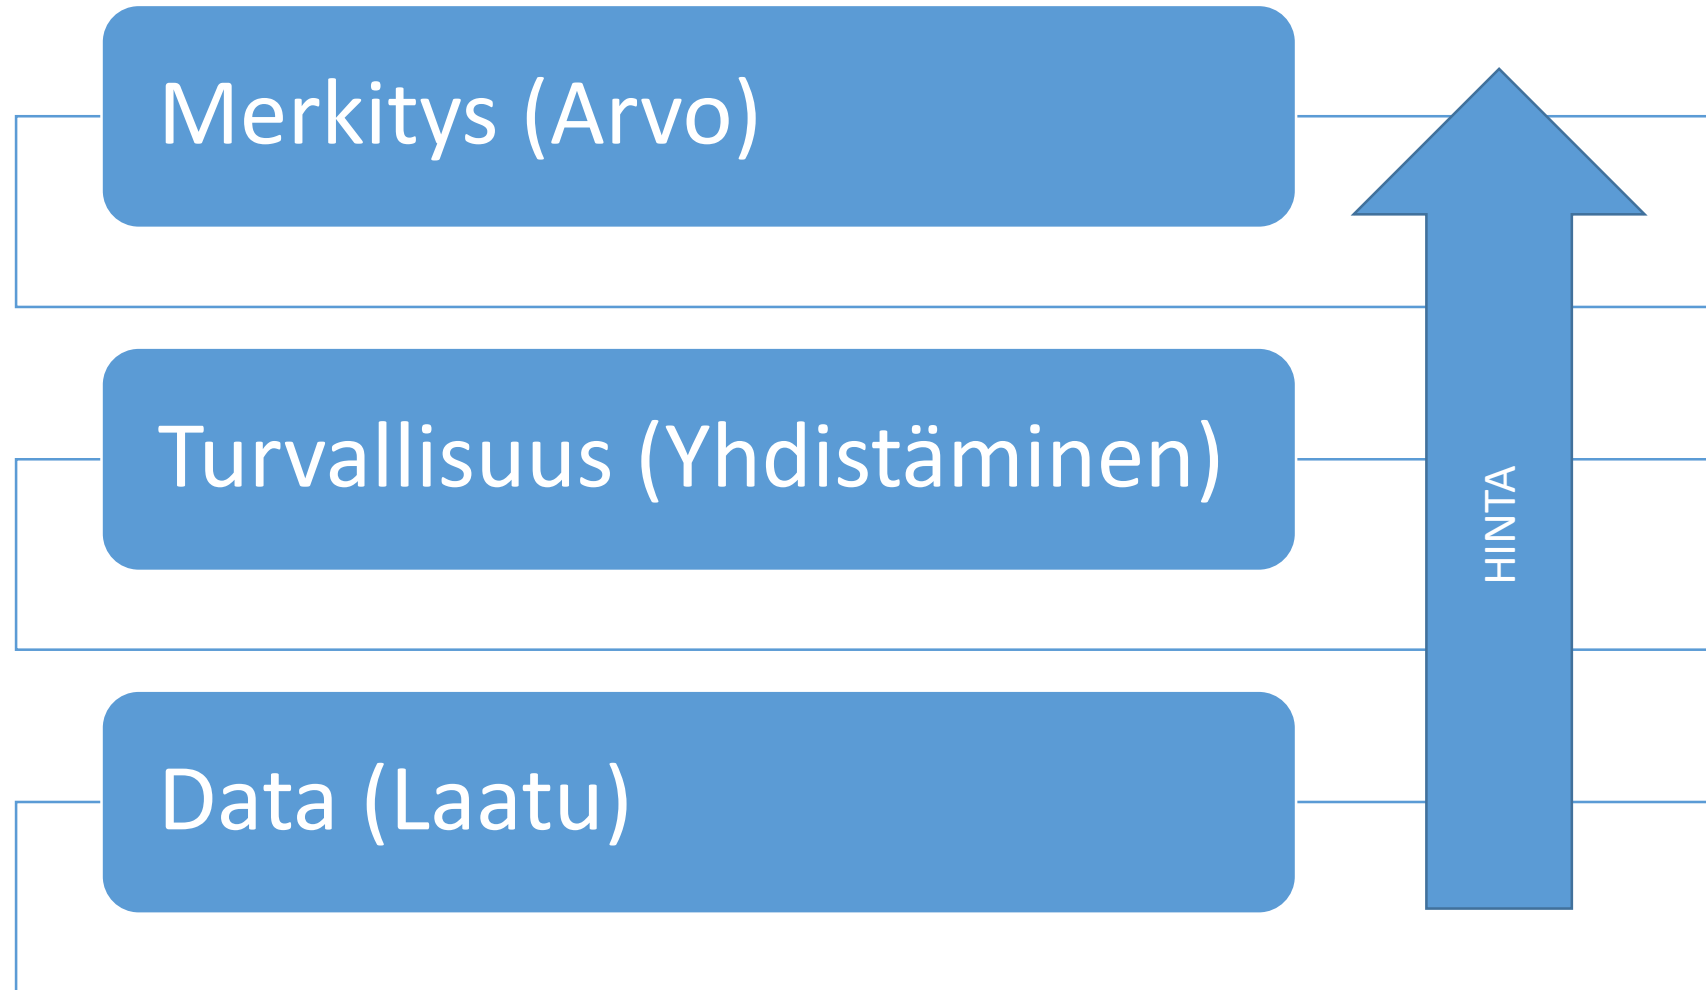 Merkitys (Arvo)
Turvallisuus (Yhdistäminen)
Data (Laatu)
HINTA